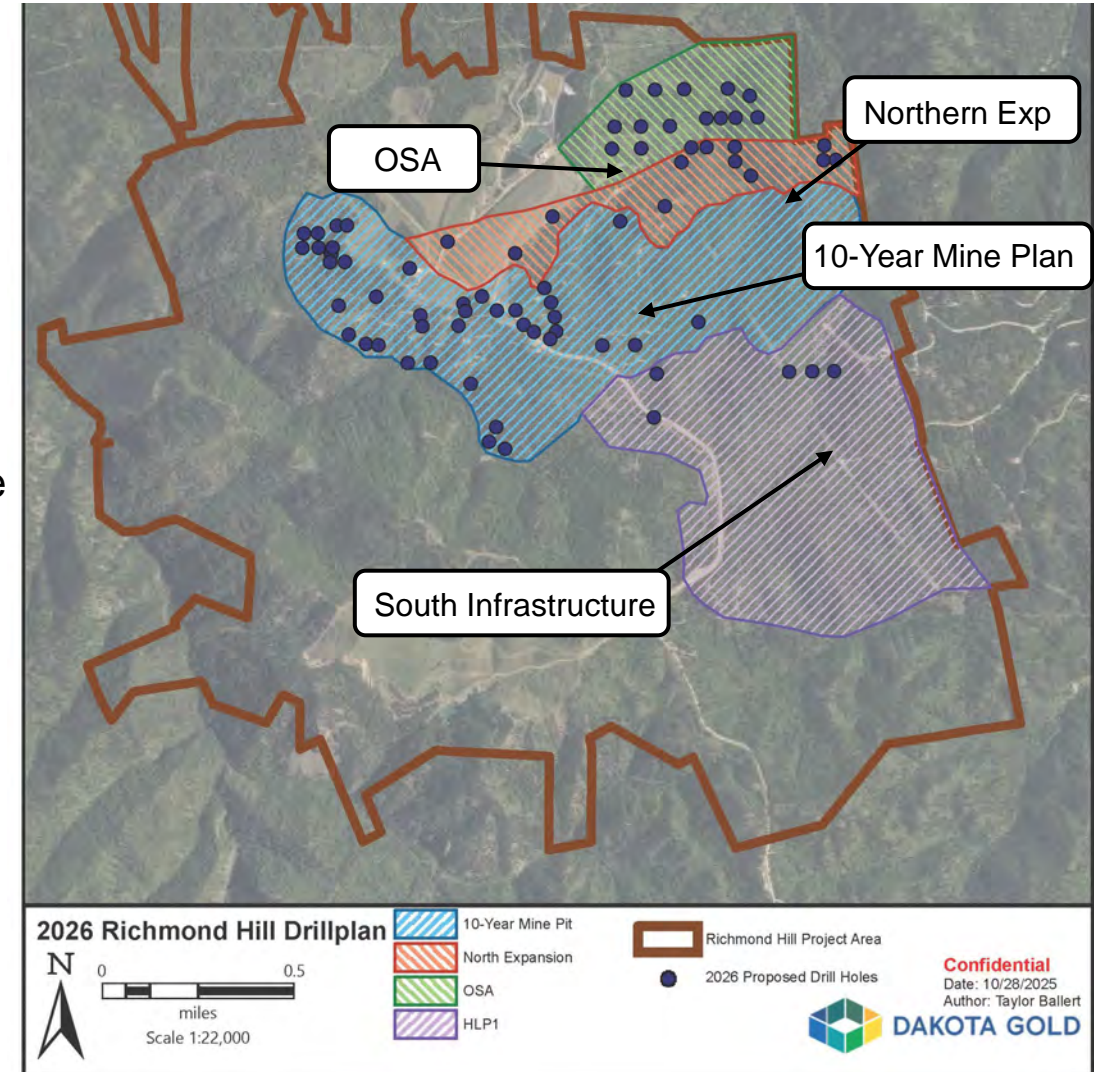 Northern Exp
OSA
10-Year Mine Plan
e
South Infrastructure
2026 Richmond Hill Drillplan
N
0 0.5
miles
Scale 1:22,000
10-Year Mine Pit
North Expansion
OSA
HLP1
Richmond Hill Project Area
2026 Proposed Drill Holes
Confidential
Date: 10/28/2025
Author: Taylor Ballert
DAKOTA GOLD